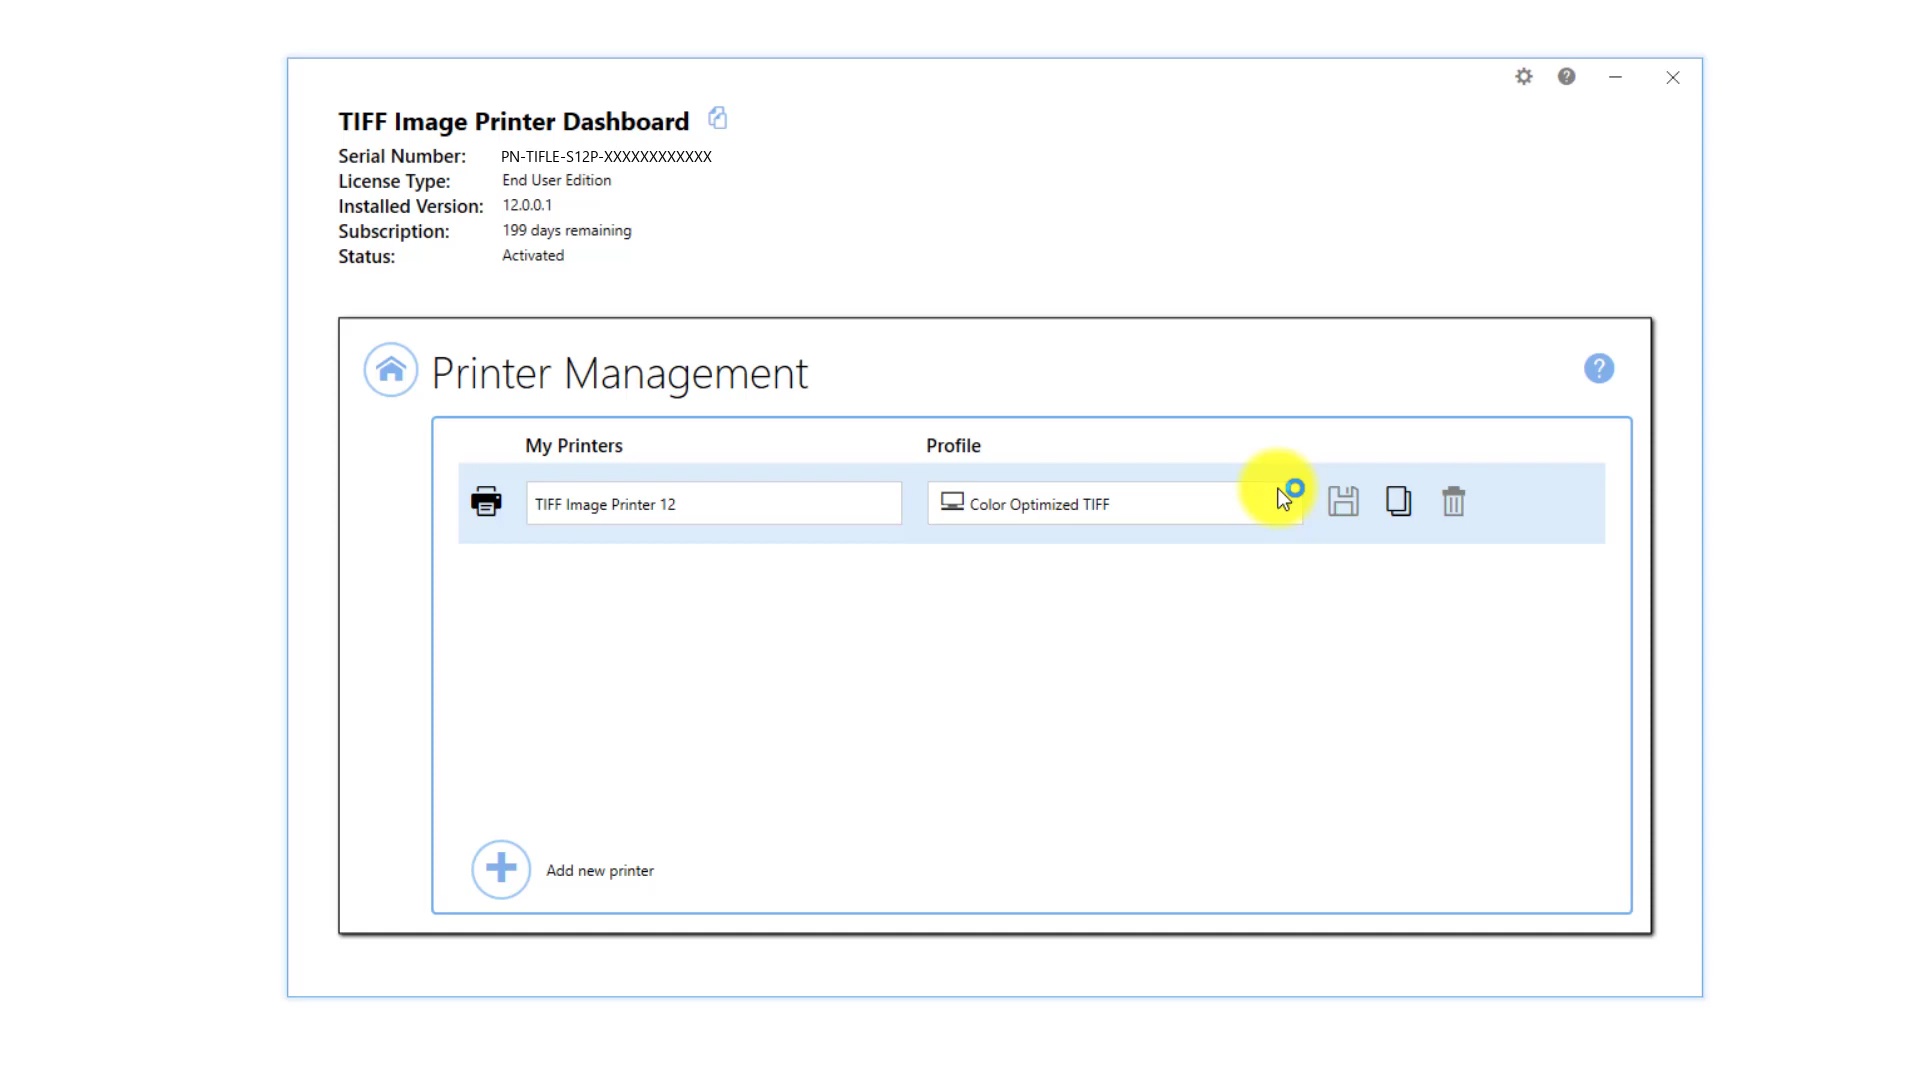 TIFF Image Printer Dashboard
Serial Number: PN-TIFLE-S12P-XXXXXXXXXXXX
License Type: End User Edition
Installed Version: 12.0.0.1
Subscription: 199 days remaining
Status: Activated
Printer Management
?
My Printers Profile
TIFF Image Printer 12 Color Optimized TIFF
Add new printer